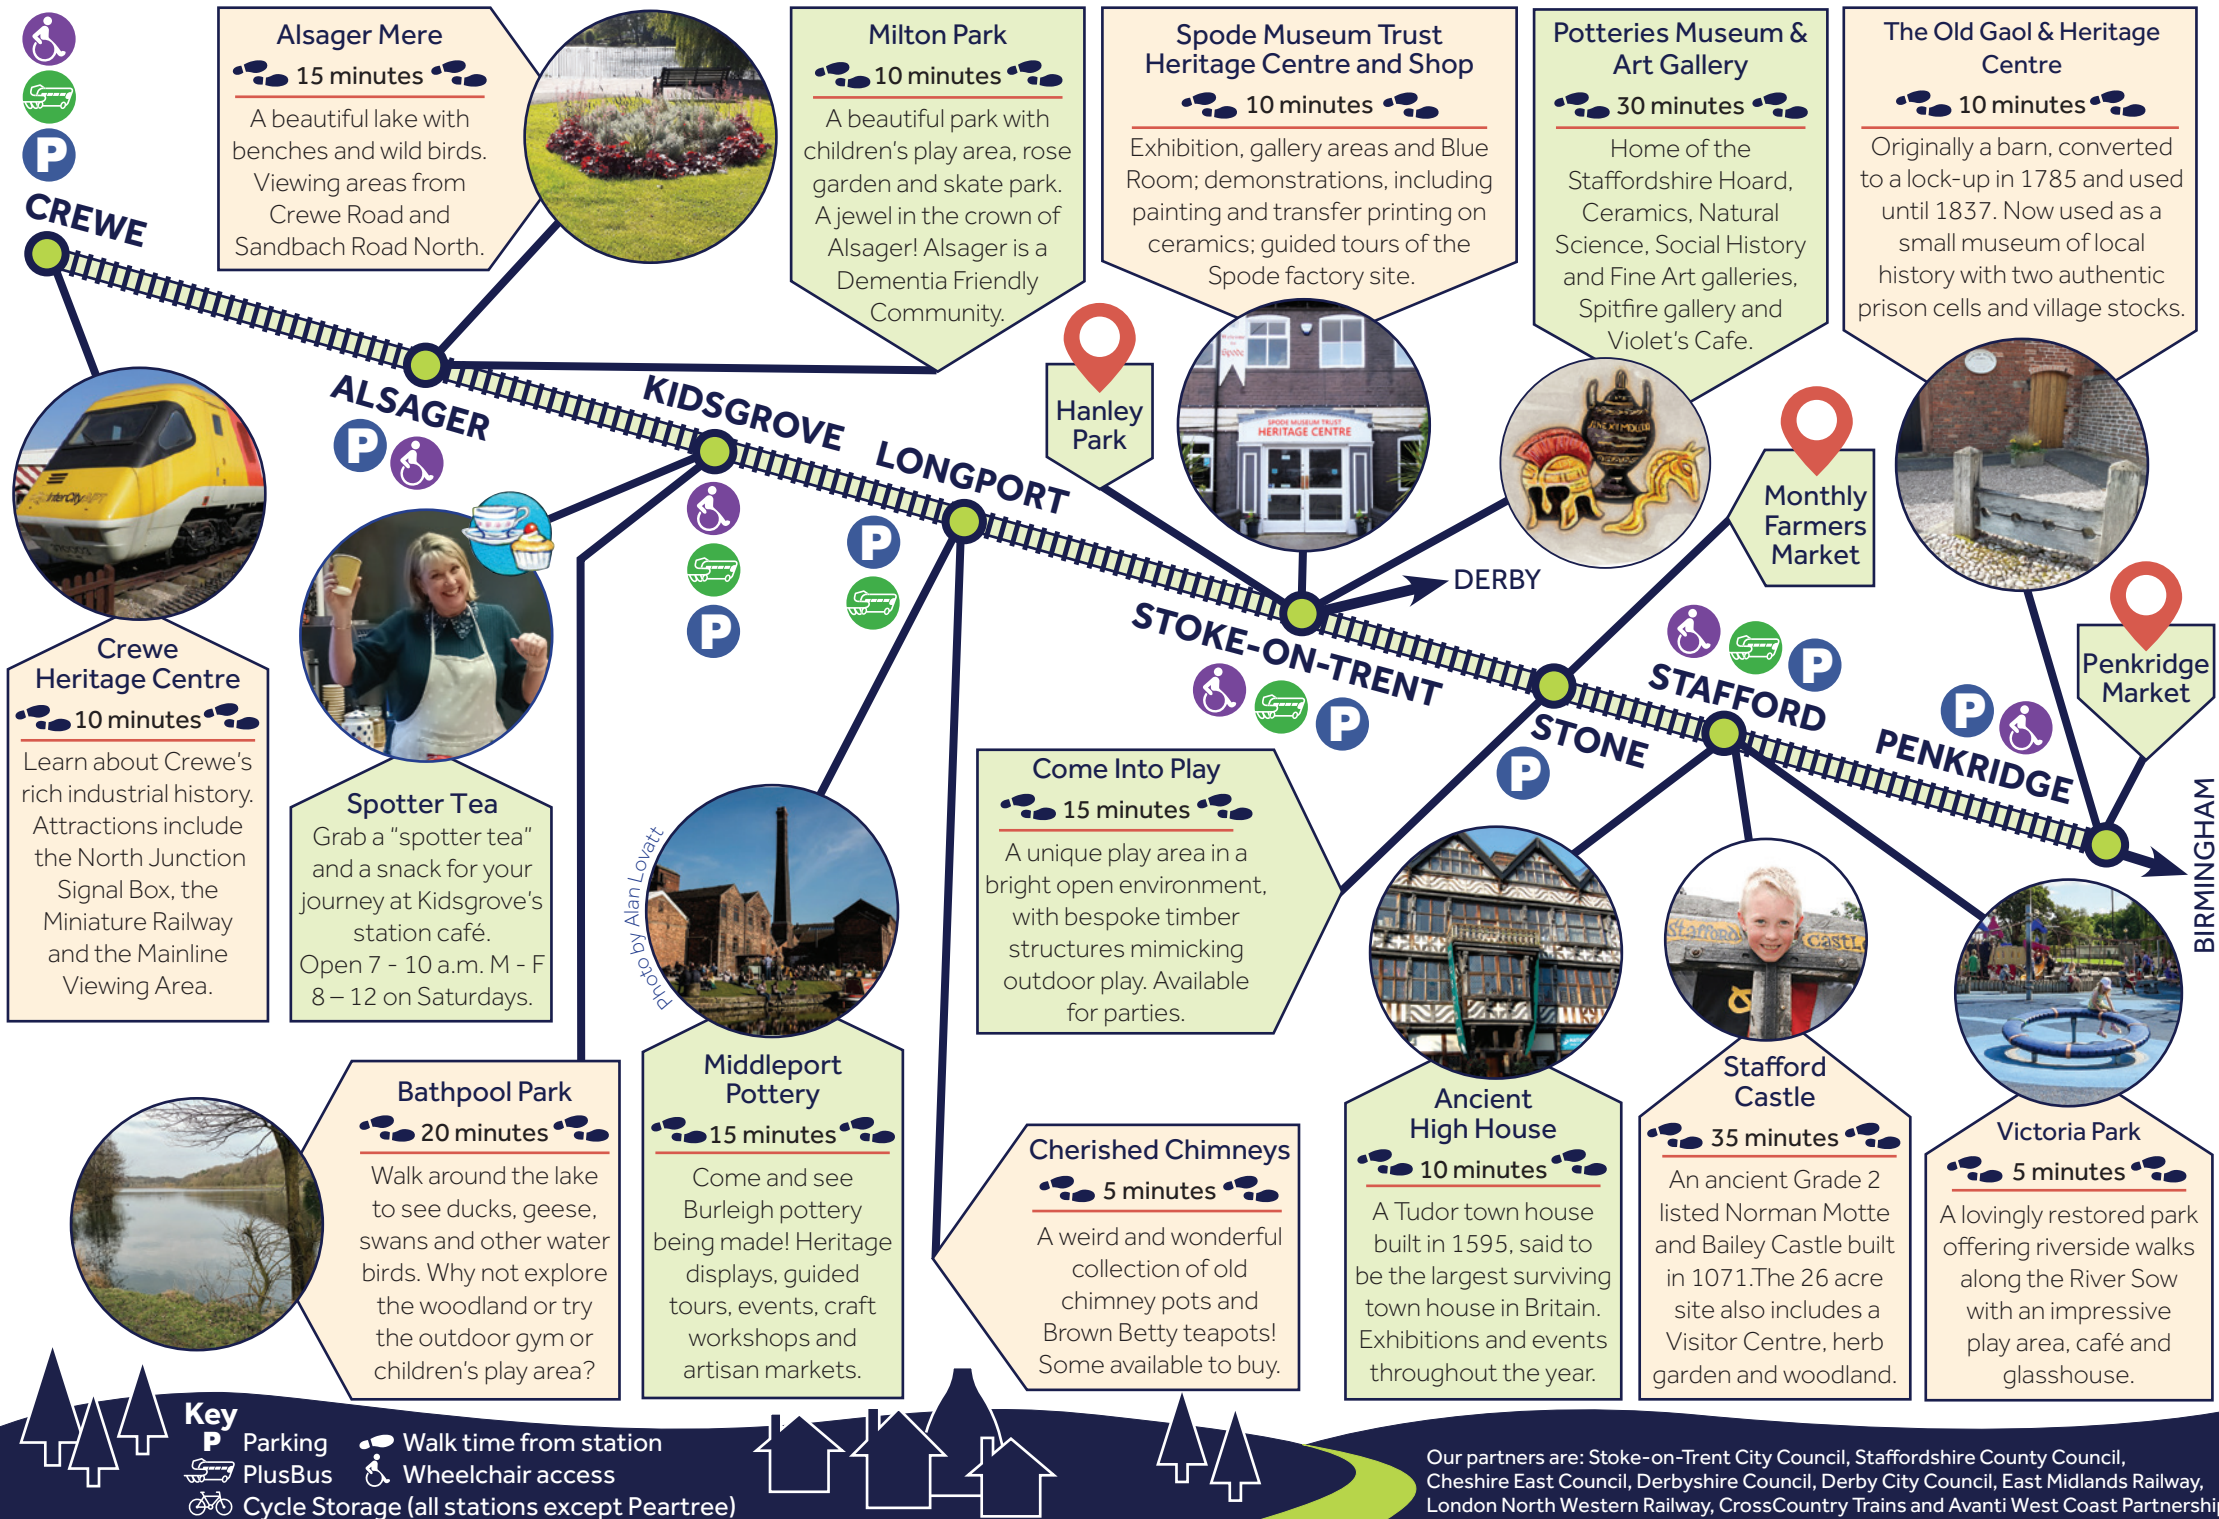 Alsager Mere
15 minutes
A beautiful lake with
benches and wild birds.
Viewing areas from
Crewe Road and
Sandbach Road North.
Milton Park
10 minutes
A beautiful park with
children's play area, rose
garden and skate park.
A jewel in the crown of
Alsager! Alsager is a
Dementia Friendly
Community.
Spode Museum Trust
Heritage Centre and Shop
10 minutes
Exhibition, gallery areas and Blue
Room; demonstrations, including
painting and transfer printing on
ceramics; guided tours of the
Spode factory site.
Potteries Museum &
Art Gallery
30 minutes
Home of the
Staffordshire Hoard,
Ceramics, Natural
Science, Social History
and Fine Art galleries,
Spitfire gallery and
Violet's Cafe.
The Old Gaol & Heritage
Centre
10 minutes
Originally a barn, converted
to a lock-up in 1785 and used
until 1837. Now used as a
small museum of local
history with two authentic
prison cells and village stocks.
P
CREWE
ALSAGER
P
KIDSGROVE
P
LONGPORT
P
Hanley
Park
Welcome
to
Spode
SPODE MUSEUM TRUST
HERITAGE CENTRE
DERBY
STOKE-ON-TRENT
P
Monthly
Farmers
Market
STONE
P
STAFFORD
P
PENKRIDGE
P
Penkridge
Market
BIRMINGHAM
InterCity APT
Crewe
Heritage Centre
10 minutes
Learn about Crewe's
rich industrial history.
Attractions include
the North Junction
Signal Box, the
Miniature Railway
and the Mainline
Viewing Area.
Spotter Tea
Grab a "spotter tea"
and a snack for your
journey at Kidsgrove's
station café.
Open 7 - 10 a.m. M - F
8 – 12 on Saturdays.
Photo by Alan Lovatt
Come Into Play
15 minutes
A unique play area in a
bright open environment,
with bespoke timber
structures mimicking
outdoor play. Available
for parties.
Stafford
Castle
Bathpool Park
20 minutes
Walk around the lake
to see ducks, geese,
swans and other water
birds. Why not explore
the woodland or try
the outdoor gym or
children's play area?
Middleport
Pottery
15 minutes
Come and see
Burleigh pottery
being made! Heritage
displays, guided
tours, events, craft
workshops and
artisan markets.
Cherished Chimneys
5 minutes
A weird and wonderful
collection of old
chimney pots and
Brown Betty teapots!
Some available to buy.
Ancient
High House
10 minutes
A Tudor town house
built in 1595, said to
be the largest surviving
town house in Britain.
Exhibitions and events
throughout the year.
Stafford
Castle
35 minutes
An ancient Grade 2
listed Norman Motte
and Bailey Castle built
in 1071.The 26 acre
site also includes a
Visitor Centre, herb
garden and woodland.
Victoria Park
5 minutes
A lovingly restored park
offering riverside walks
along the River Sow
with an impressive
play area, café and
glasshouse.
Key
P Parking
Walk time from station
PlusBus
Wheelchair access
Cycle Storage (all stations except Peartree)
Our partners are: Stoke-on-Trent City Council, Staffordshire County Council,
Cheshire East Council, Derbyshire Council, Derby City Council, East Midlands Railway,
London North Western Railway, CrossCountry Trains and Avanti West Coast Partnership